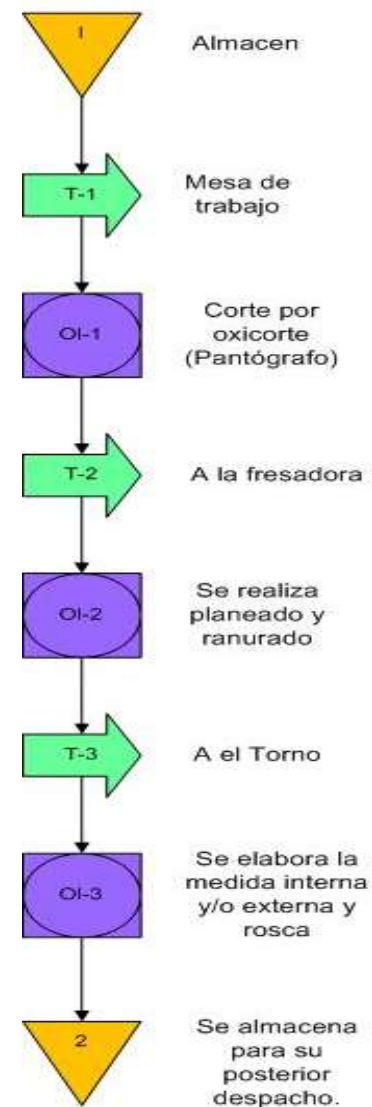 1
Almacen
T-1
Mesa de
trabajo
OI-1
Corte por
oxicorte
(Pantógrafo)
T-2
A la fresadora
OI-2
Se realiza
planeado y
ranurado
T-3
A el Torno
OI-3
Se elabora la
medida interna
y/o externa y
rosca
2
Se almacena
para su
posterior
despacho.